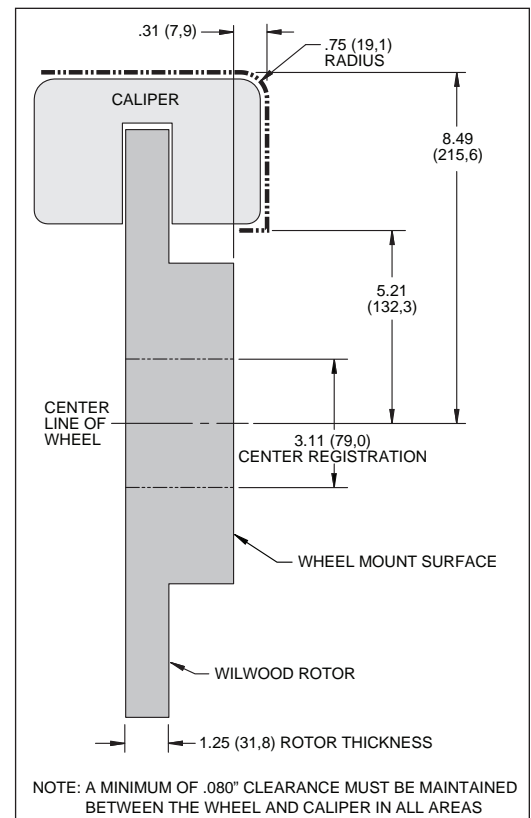 .31 (7,9)
.75 (19,1)
RADIUS
CALIPER
8.49
(215,6)
5.21
(132,3)
CENTER
LINE OF
WHEEL
3.11 (79,0)
CENTER REGISTRATION
WHEEL MOUNT SURFACE
WILWOOD ROTOR
1.25 (31,8) ROTOR THICKNESS
NOTE: A MINIMUM OF .080" CLEARANCE MUST BE MAINTAINED
BETWEEN THE WHEEL AND CALIPER IN ALL AREAS